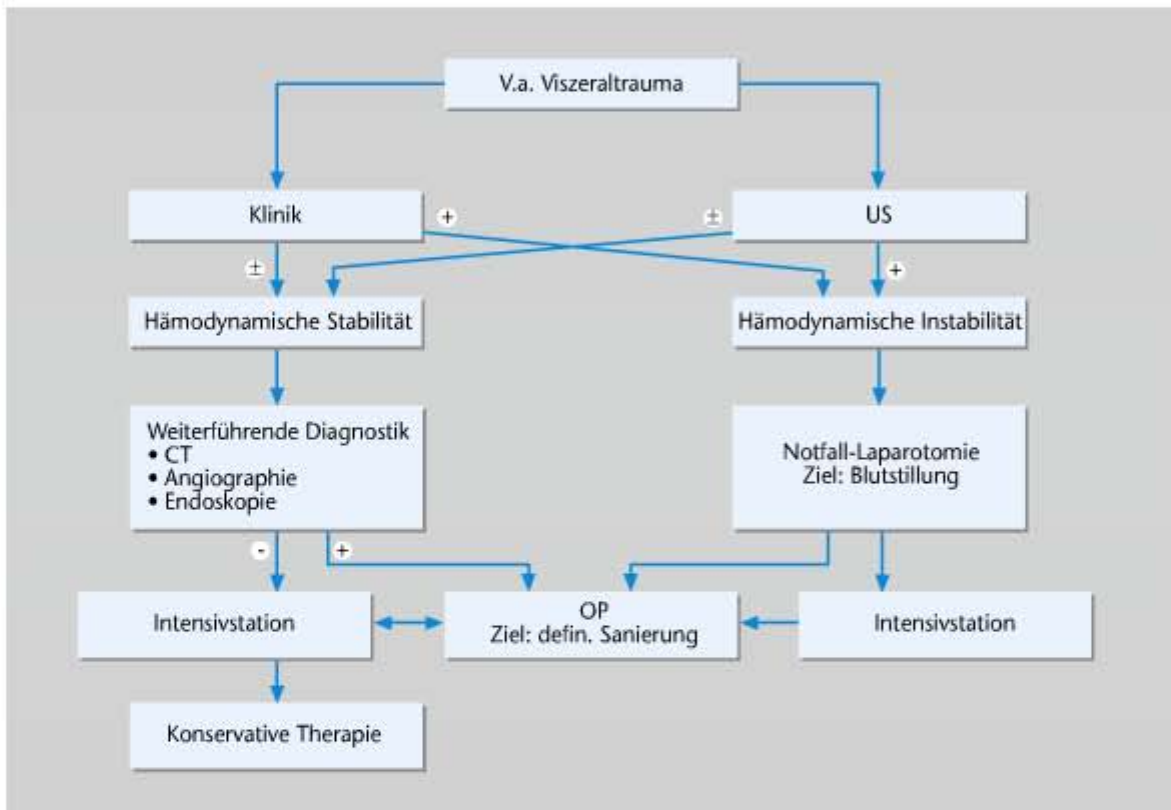 V.a. Viszeraltrauma
Klinik
+
±
US
±
+
Hämodynamische Stabilität
Hämodynamische Instabilität
Weiterführende Diagnostik
• CT
• Angiographie
• Endoskopie
Notfall-Laparotomie
Ziel: Blutstillung
-
+
Intensivstation
OP
Ziel: defin. Sanierung
Intensivstation
Konservative Therapie